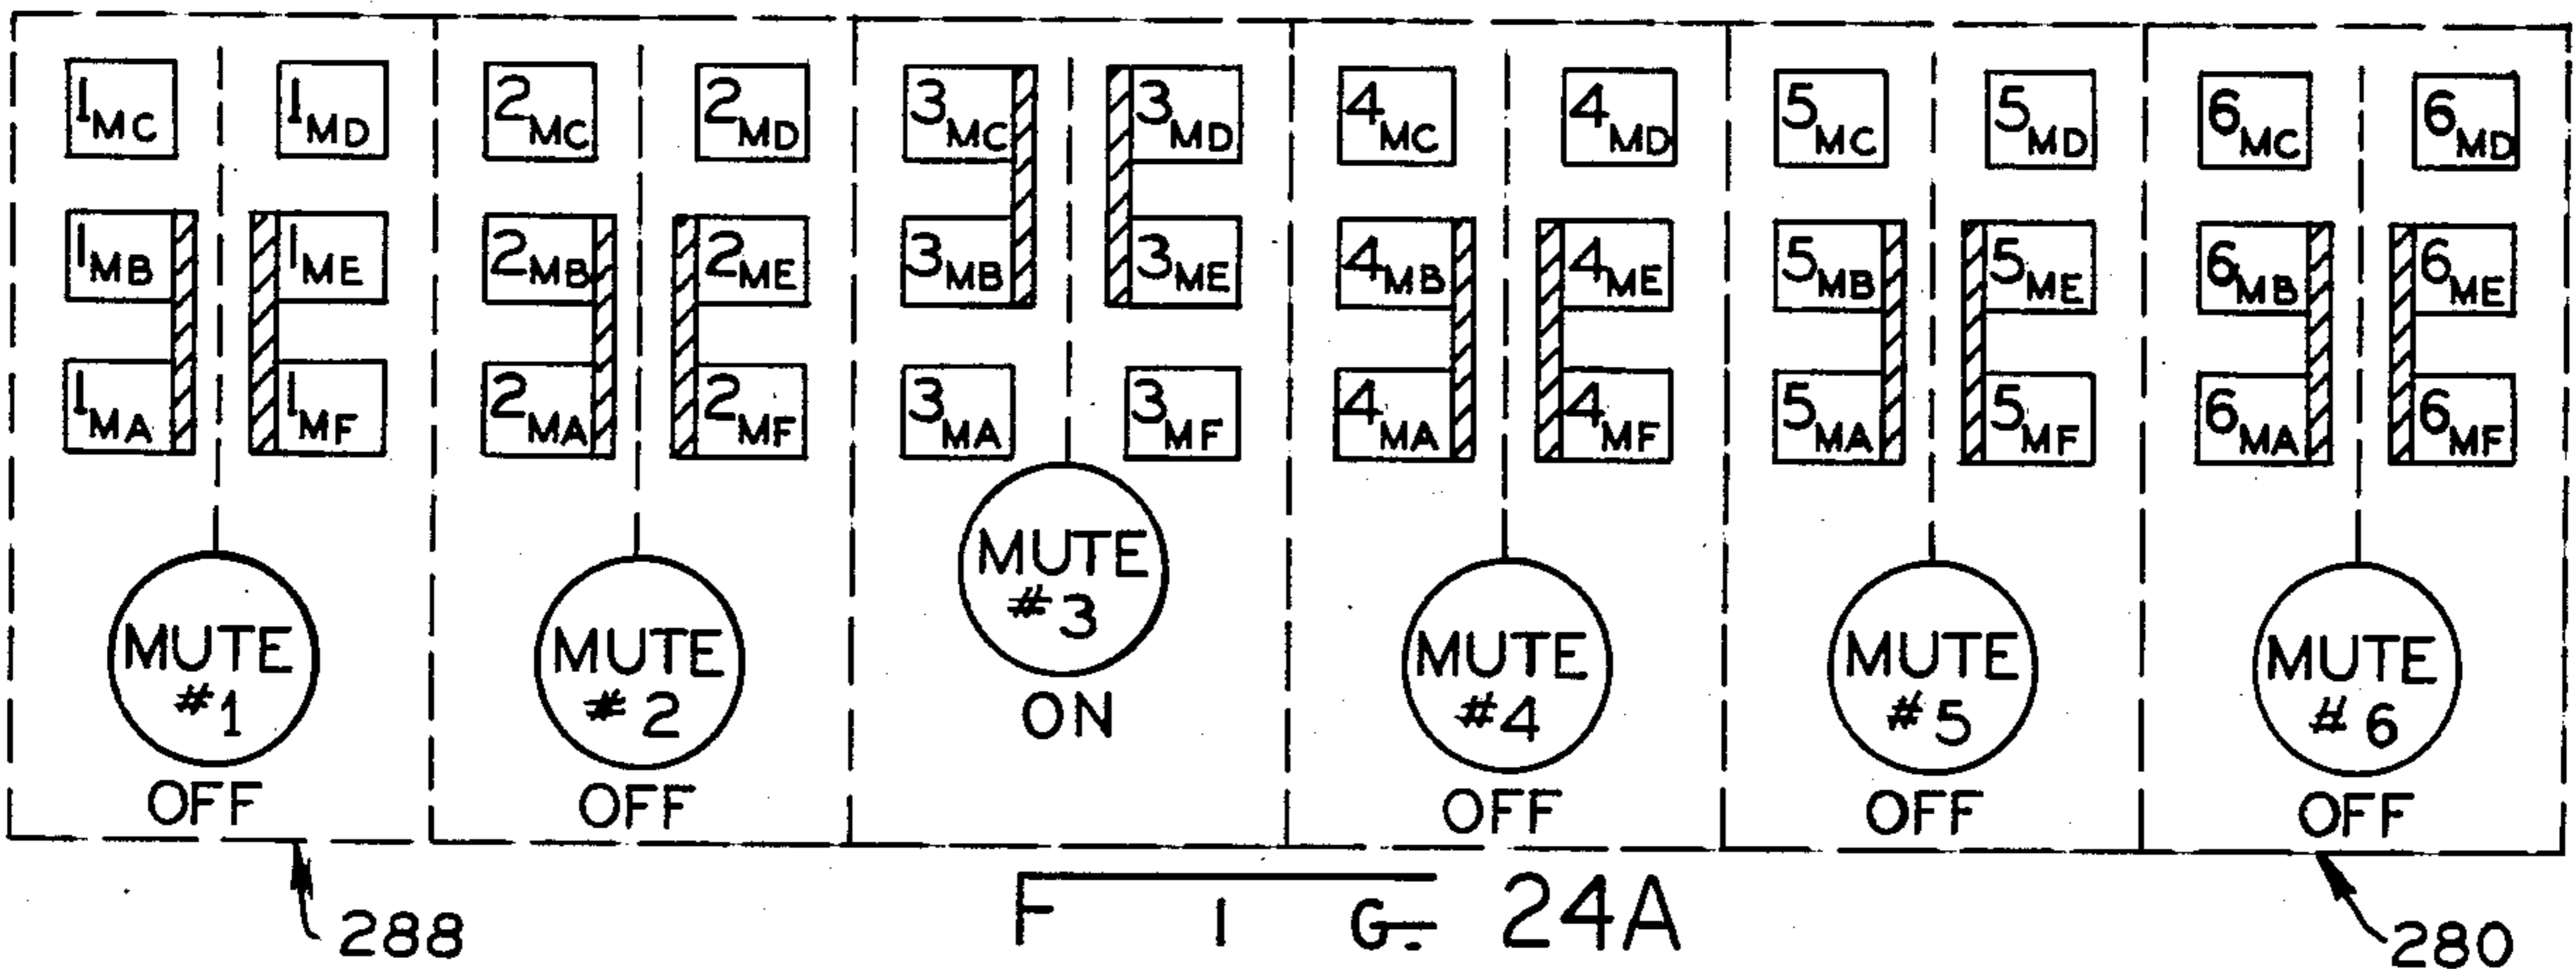 1MC 1MD 2MC 2MD 3MC 3MD 4MC 4MD 5MC 5MD 6MC 6MD
1MB 1ME 2MB 2ME 3MB 3ME 4MB 4ME 5MB 5ME 6MB 6ME
1MA 1MF 2MA 2MF 3MA 3MF 4MA 4MF 5MA 5MF 6MA 6MF
MUTE
#1
OFF
MUTE
#2
OFF
MUTE
#3
ON
MUTE
#4
OFF
MUTE
#5
OFF
MUTE
#6
OFF
288
FIG. 24A
280